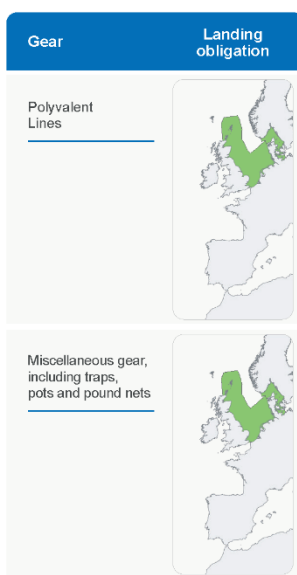 Gear
Landing
obligation
Polyvalent
Lines
Miscellaneous gear,
including traps,
pots and pound nets